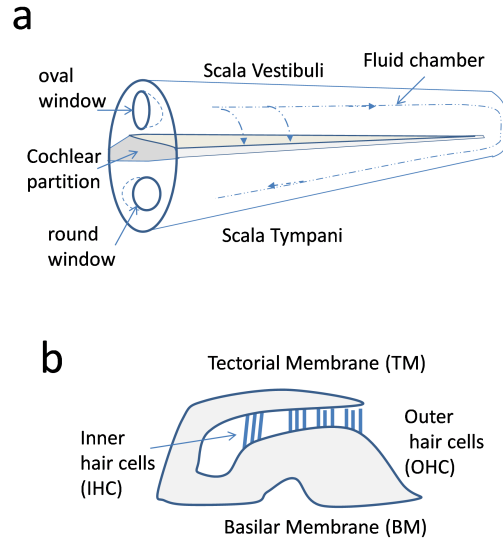 a
oval
window
Scala Vestibuli
Fluid chamber
Cochlear
partition
round
window
Scala Tympani
b
Tectorial Membrane (TM)
Inner
hair cells
(IHC)
Outer
hair cells
(OHC)
Basilar Membrane (BM)